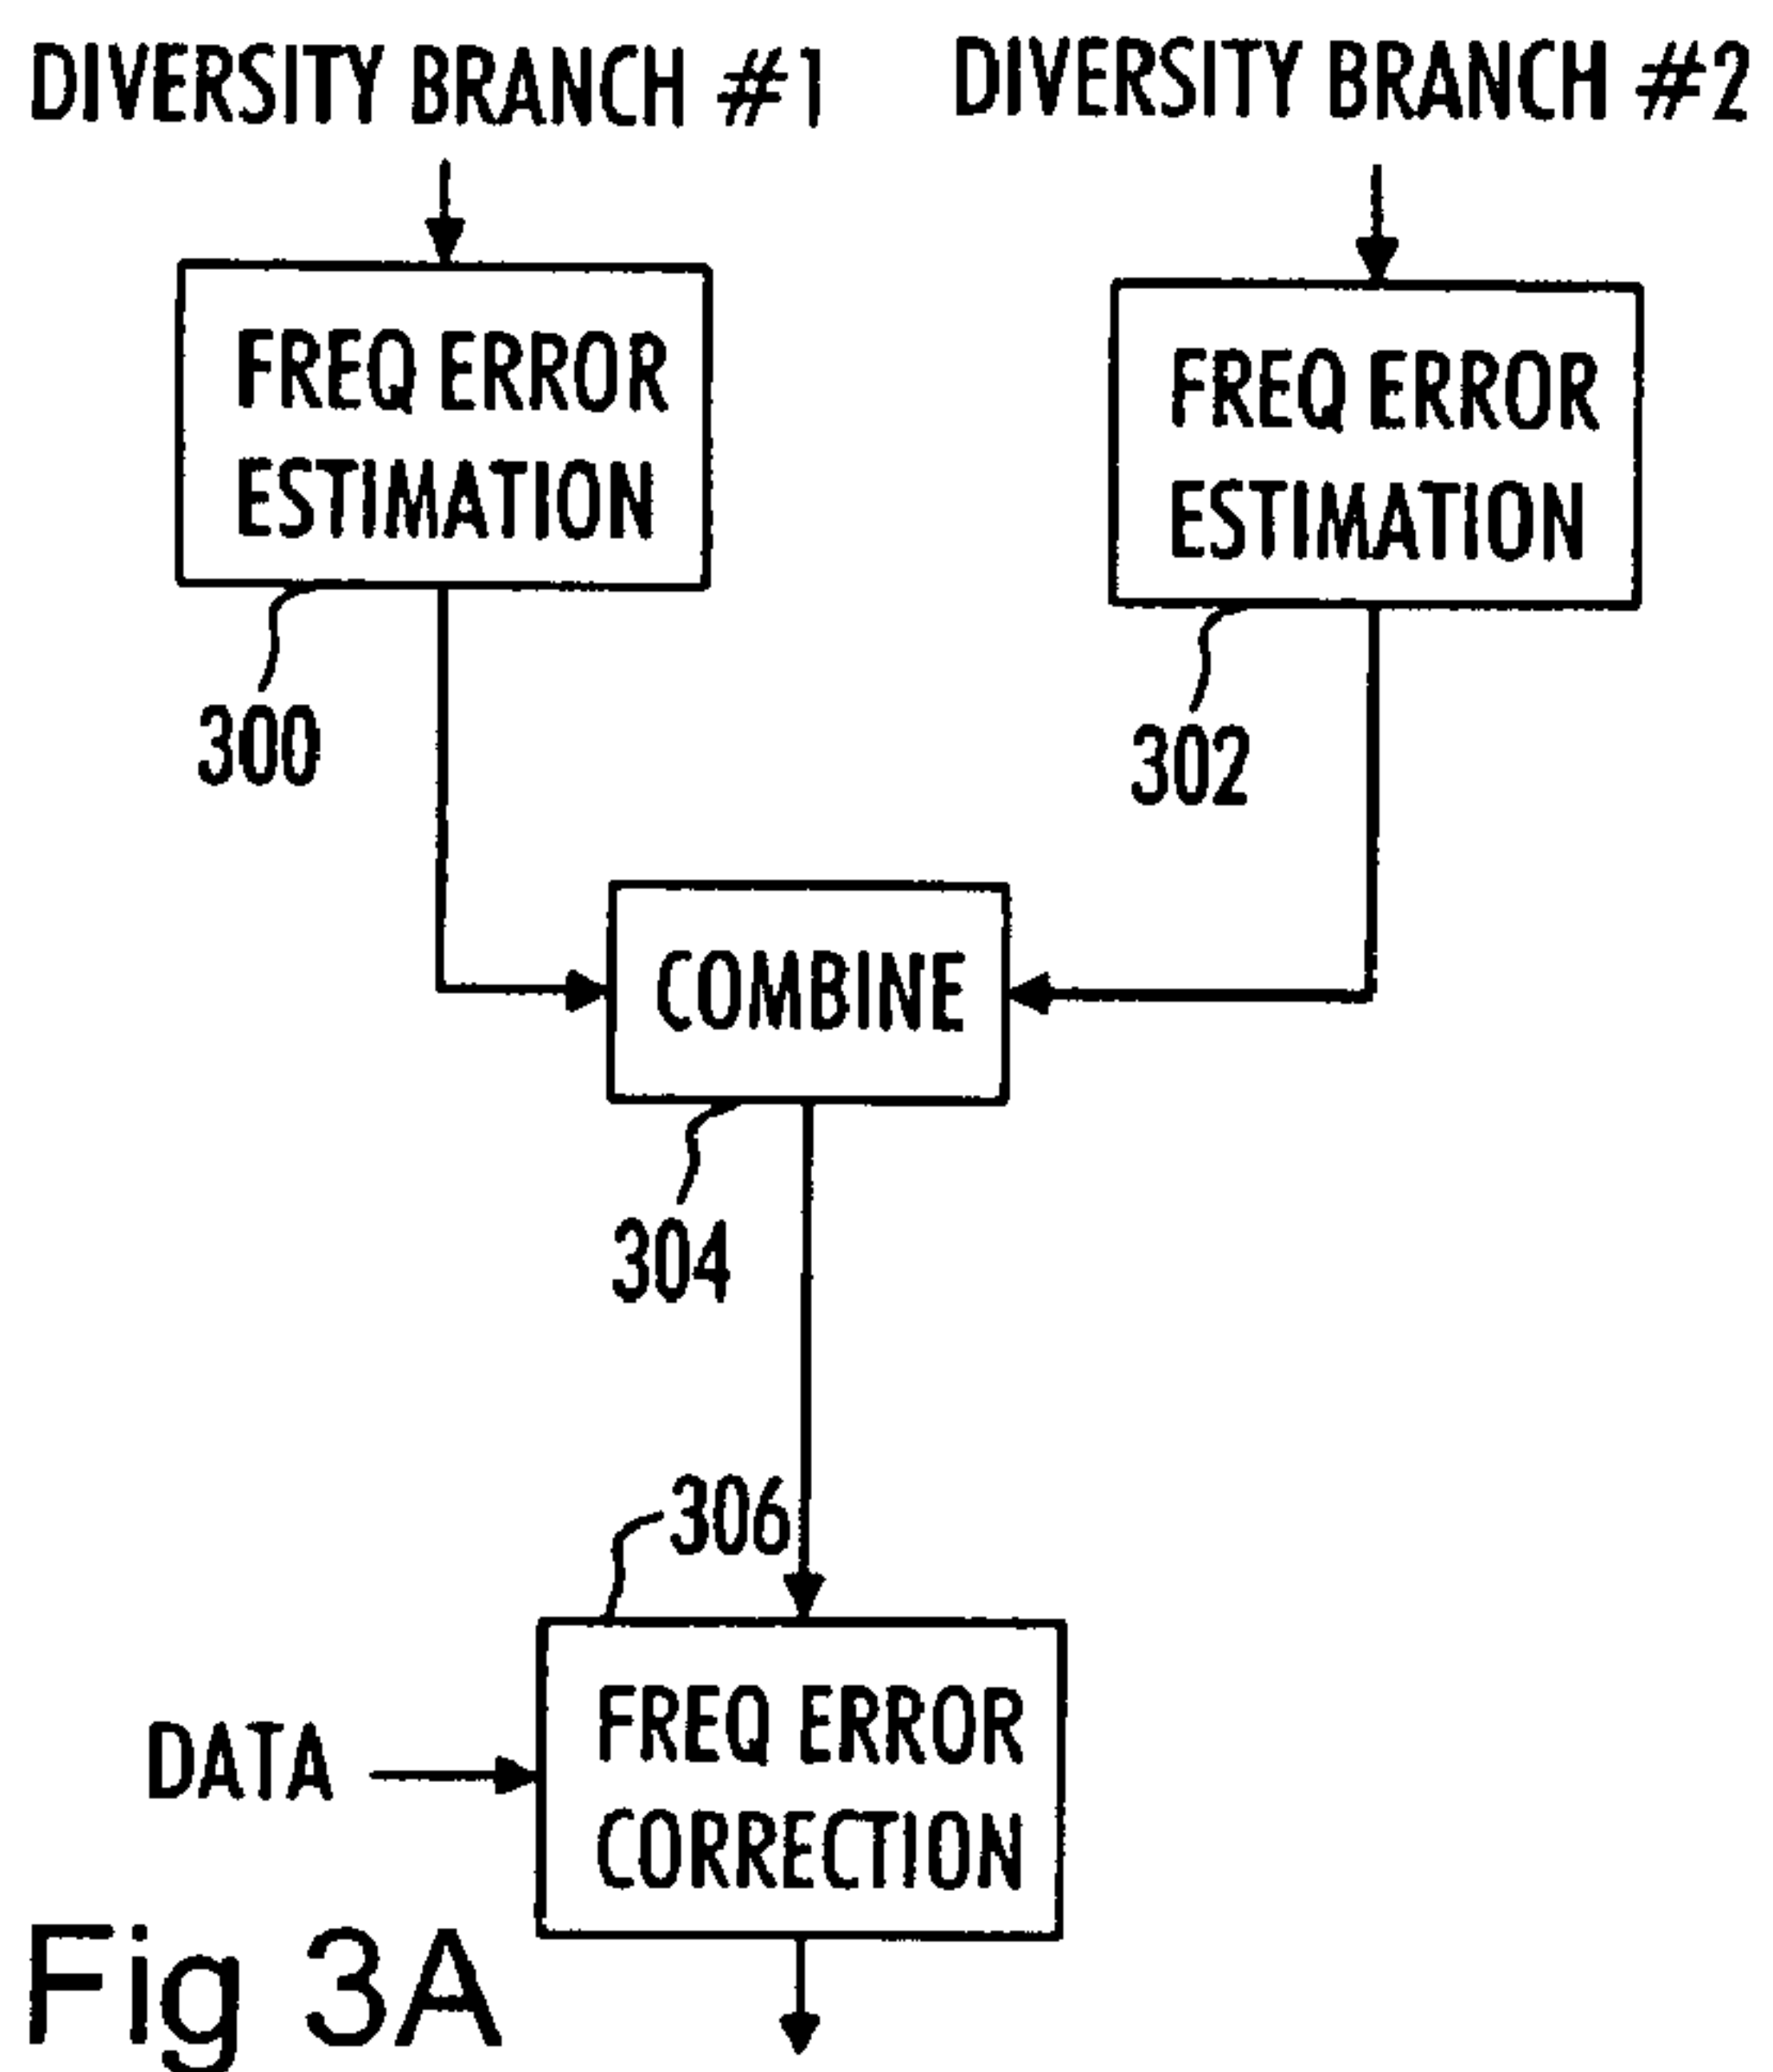 DIVERSITY BRANCH #1
DIVERSITY BRANCH #2
FREQ ERROR
ESTIMATION
300
FREQ ERROR
ESTIMATION
302
COMBINE
304
306
DATA
FREQ ERROR
CORRECTION
Fig 3A